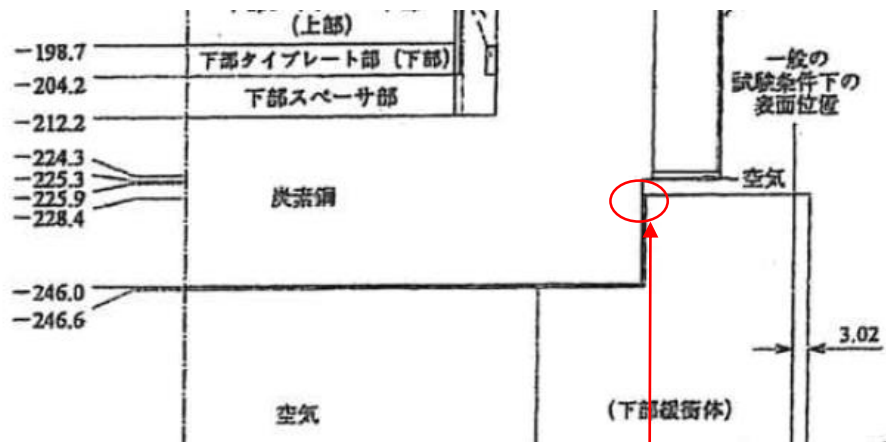 (上部)
-198.7
下部タイプレート部 (下部)
-204.2
下部スペーサ部
-212.2
一般の
試験条件下の
表面位置
-224.3
-225.3
-225.9
-228.4
炭素鋼
空気
-246.0
-246.6
3.02
空気
(下部緩衝体)